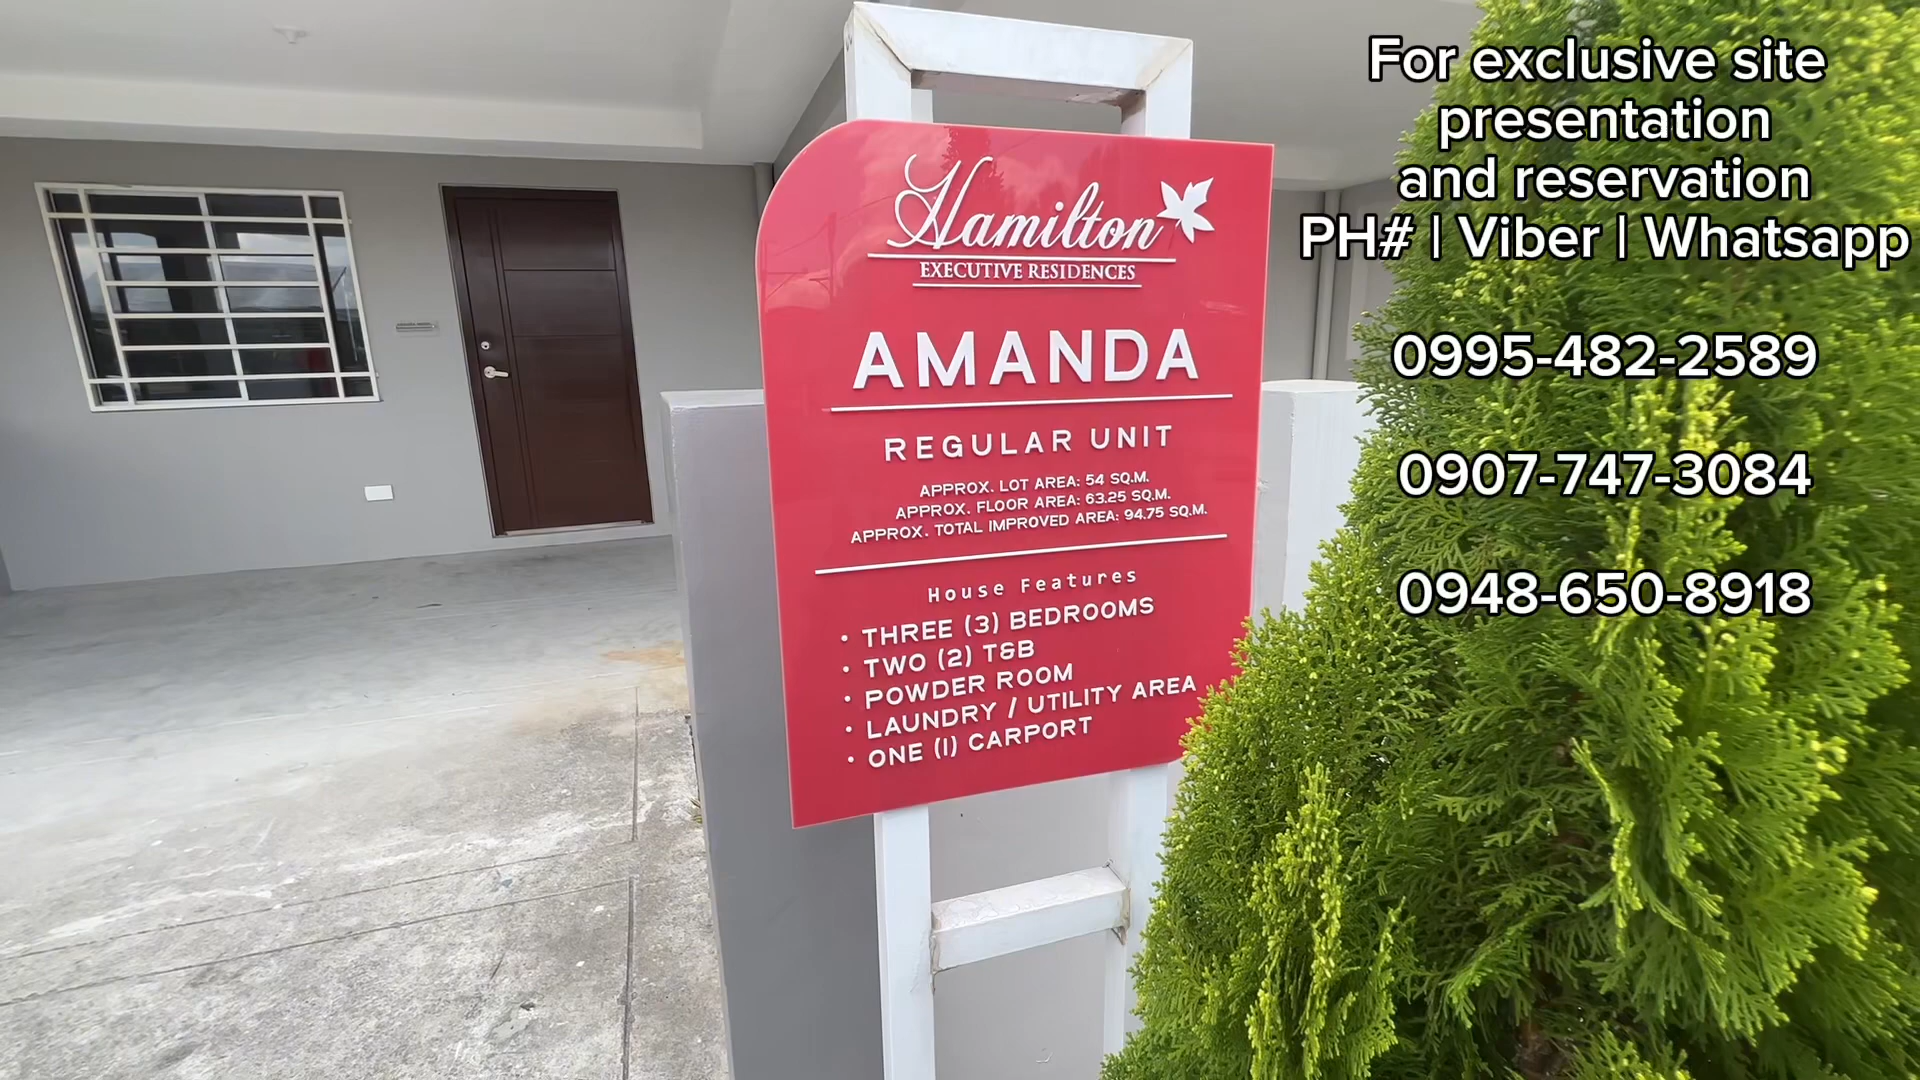 Hamilton
EXECUTIVE RESIDENCES
AMANDA
REGULAR UNIT
APPROX. LOT AREA: 54 SQ.M.
APPROX. FLOOR AREA: 63.25 SQ.M.
APPROX. TOTAL IMPROVED AREA: 94.75 SQ.M.
House Features
• THREE (3) BEDROOMS
• TWO (2) T&B
• POWDER ROOM
• LAUNDRY / UTILITY AREA
• ONE (1) CARPORT
For exclusive site
presentation
and reservation
PH# | Viber | Whatsapp
0995-482-2589
0907-747-3084
0948-650-8918